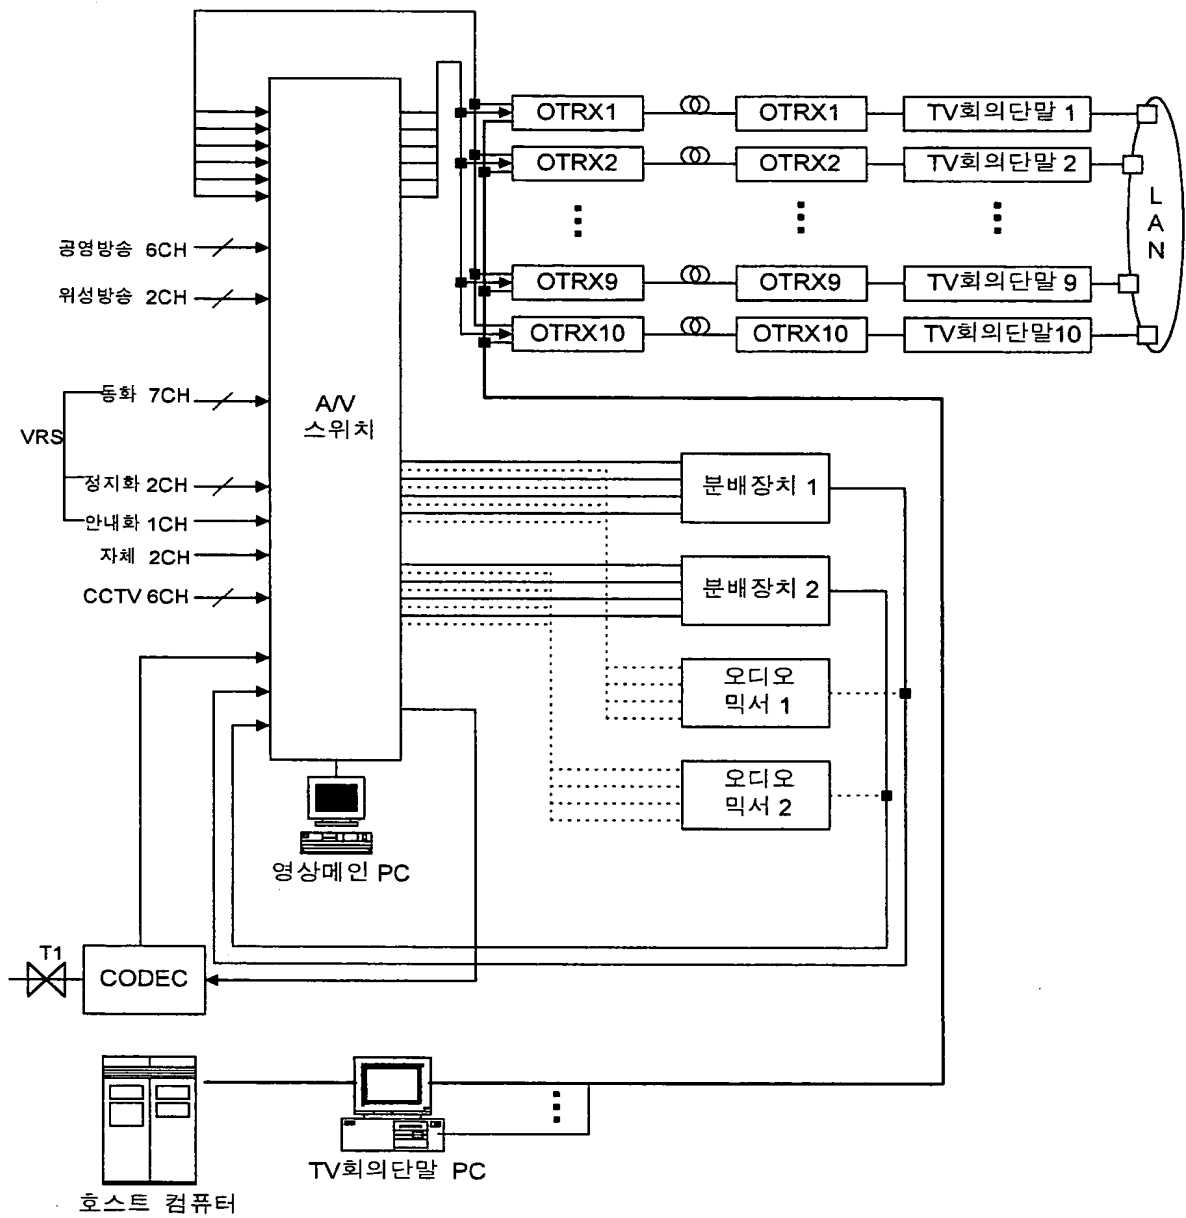 OTRX1 OTRX1 TV회의단말 1
OTRX2 OTRX2 TV회의단말 2
LAN
공영방송 6CH
위성방송 2CH
OTRX9 OTRX9 TV회의단말 9
OTRX10 OTRX10 TV회의단말10
동화 7CH
A/V
스위치
VRS
정지화 2CH
분배장치 1
안내화 1CH
자체 2CH
CCTV 6CH
분배장치 2
오디오
믹서 1
오디오
믹서 2
영상메인 PC
T1
CODEC
TV회의단말 PC
호스트 컴퓨터